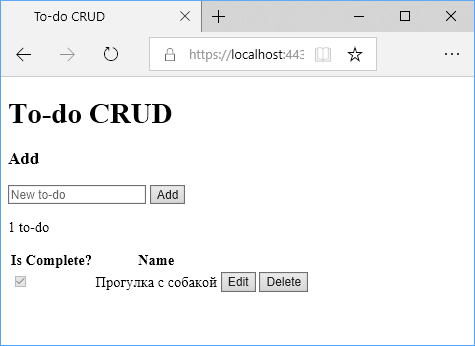 To-do CRUD
https://localhost:443
To-do CRUD
Add
New to-do Add
1 to-do
Is Complete? Name
Прогулка с собакой Edit Delete